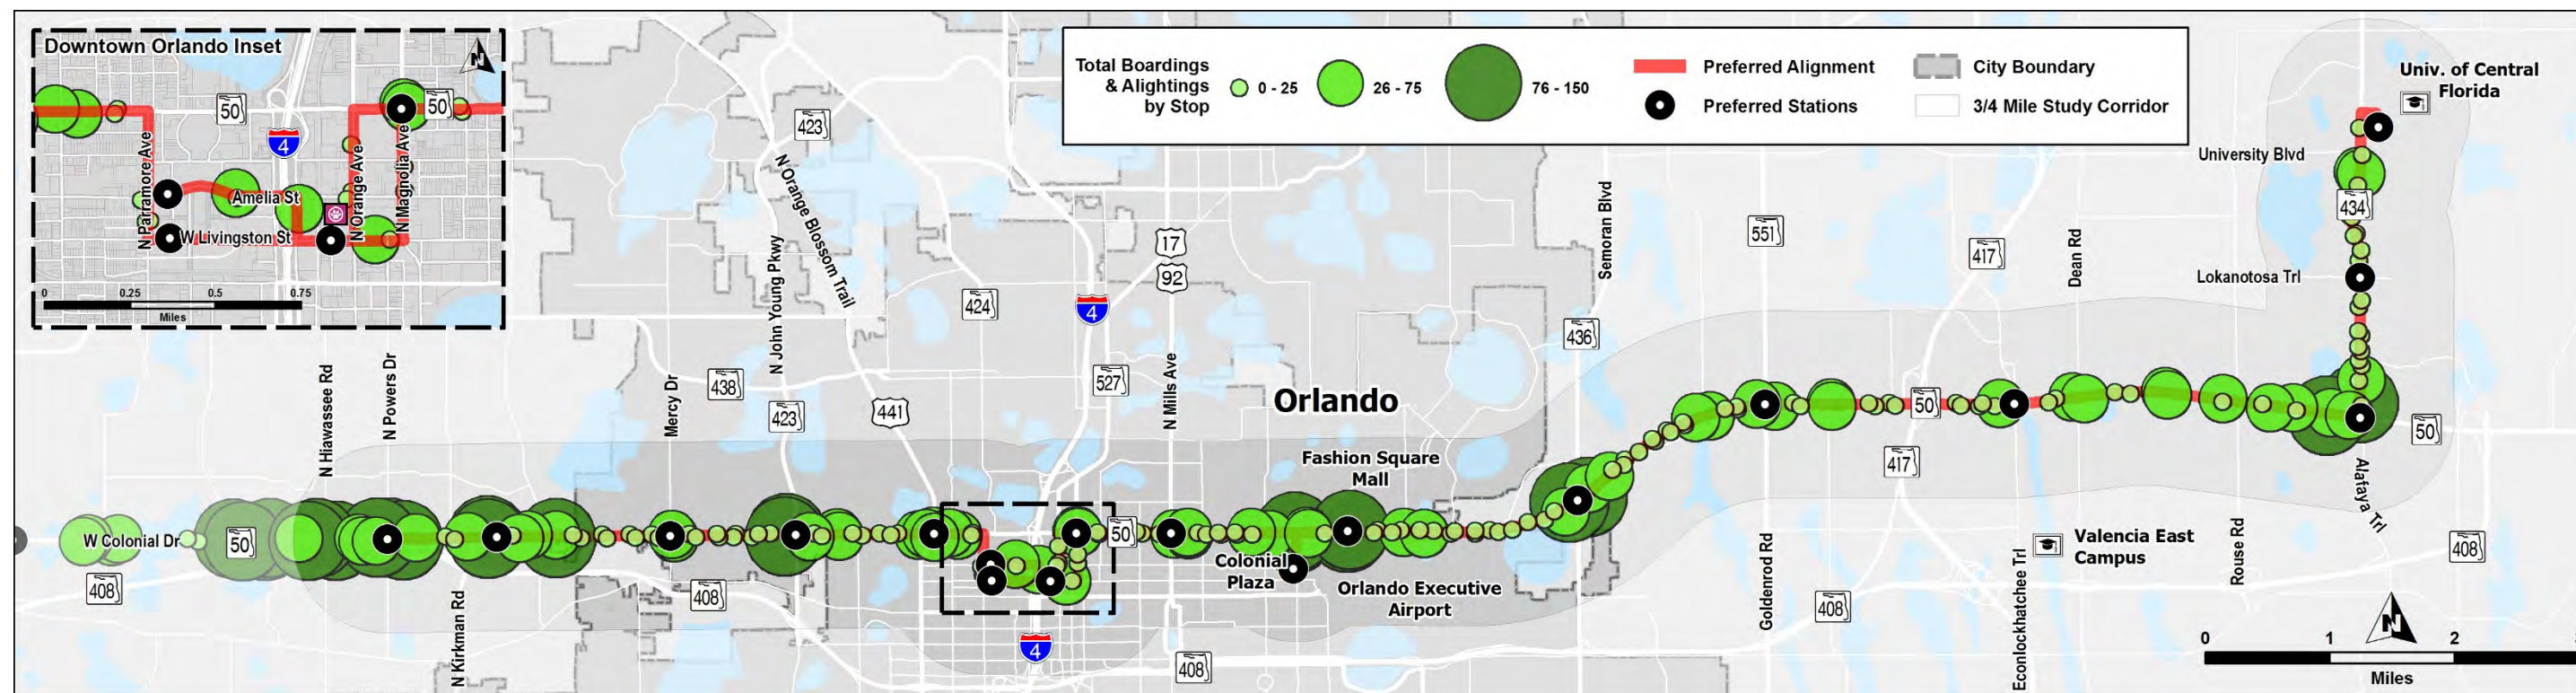 Downtown Orlando Inset
N
50
50
4
N Parramore Ave
Amelia St
N Orange Ave
N Magnolia Ave
W Livingston St
0 0.25 0.5 0.75
Miles
Total Boardings
& Alightings
by Stop
0 - 25
26 - 75
76 - 150
Preferred Alignment
Preferred Stations
City Boundary
3/4 Mile Study Corridor
Univ. of Central
Florida
University Blvd
434
Lokanotosa Trl
423
N Orange Blossom Trail
N John Young Pkwy
17
92
424
4
Semoran Blvd
551
417
Dean Rd
436
N Hiawassee Rd
N Powers Dr
Mercy Dr
438
423
441
527
N Mills Ave
Orlando
50
417
50
Fashion Square
Mall
Alafaya Trl
W Colonial Dr
50
50
408
N Kirkman Rd
408
Colonial
Plaza
Orlando Executive
Airport
Goldenrod Rd
408
Econlockhatchee Trl
Valencia East
Campus
Rouse Rd
408
4
408
N
0 1 2
Miles